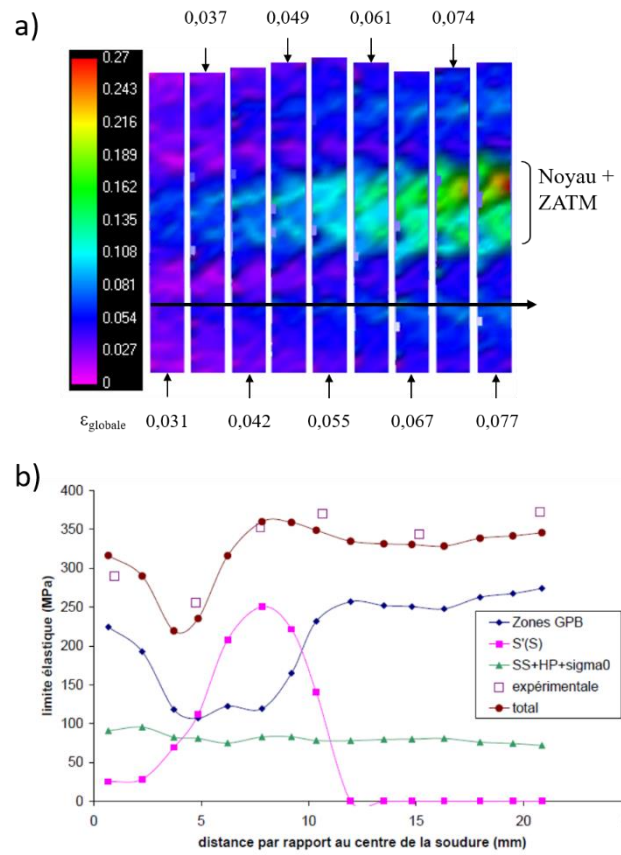 a)
0,037 0,049 0,061 0,074
0.27
0.243
0.216
0.189
0.162
0.135
0.108
0.081
0.054
0.027
0
Noyau +
ZATM
εglobale 0,031 0,042 0,055 0,067 0,077
b)
limite élastique (MPa)
400
350
300
250
200
150
100
50
0
Zones GPB
S'(S)
SS+HP+sigma0
expérimentale
total
0 5 10 15 20
distance par rapport au centre de la soudure (mm)